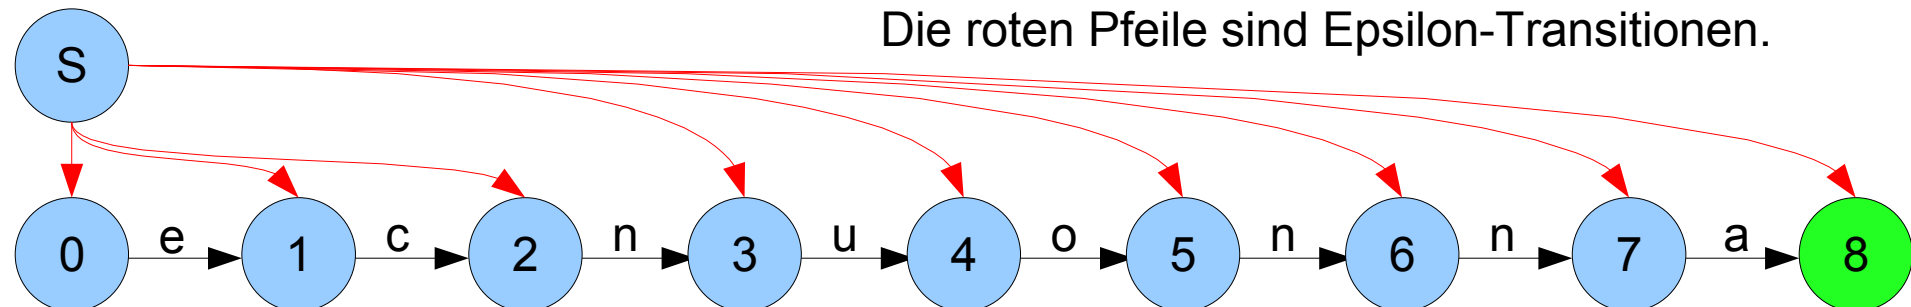 Die roten Pfeile sind Epsilon-Transitionen.
S
e c n u o n n a
0 1 2 3 4 5 6 7 8